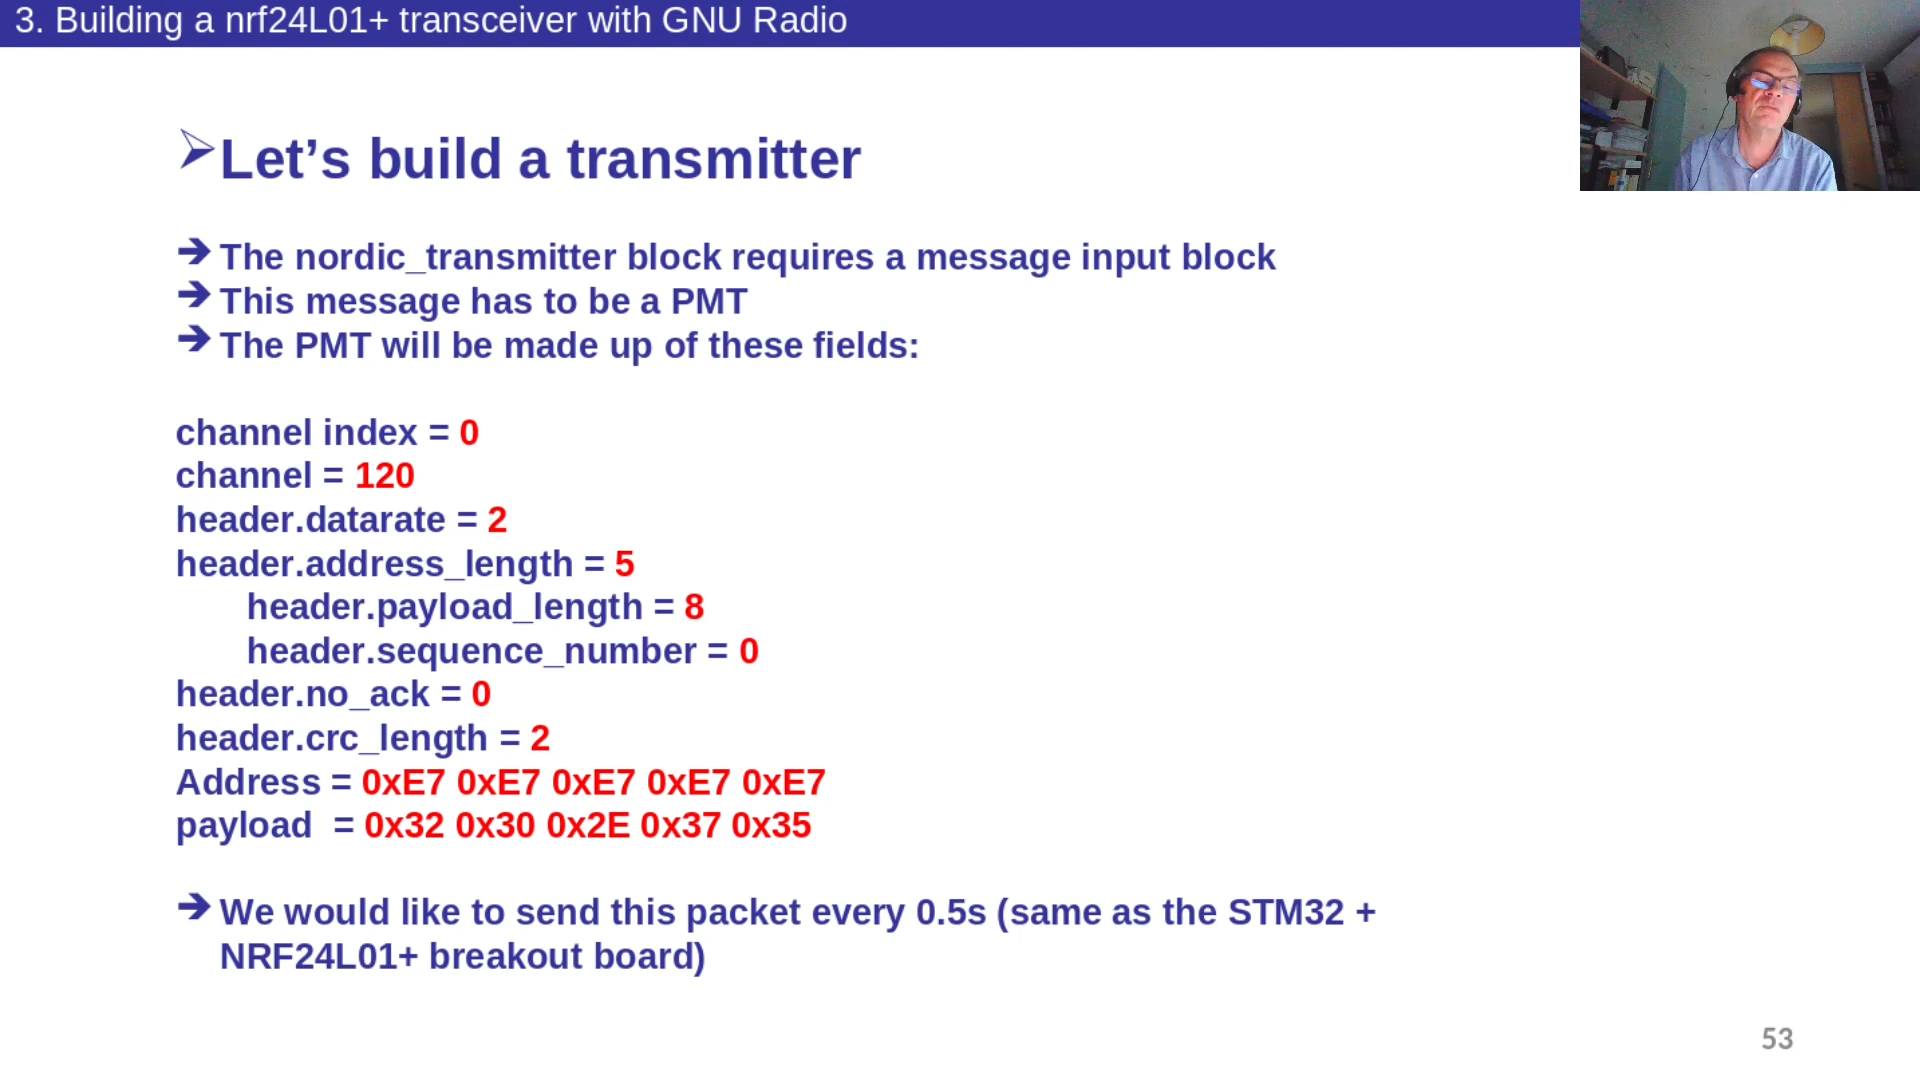 3. Building a nrf24L01+ transceiver with GNU Radio
Let’s build a transmitter
The nordic_transmitter block requires a message input block
This message has to be a PMT
The PMT will be made up of these fields:
channel index = 0
channel = 120
header.datarate = 2
header.address_length = 5
header.payload_length = 8
header.sequence_number = 0
header.no_ack = 0
header.crc_length = 2
Address = 0xE7 0xE7 0xE7 0xE7 0xE7
payload  = 0x32 0x30 0x2E 0x37 0x35
We would like to send this packet every 0.5s (same as the STM32 +
NRF24L01+ breakout board)
53